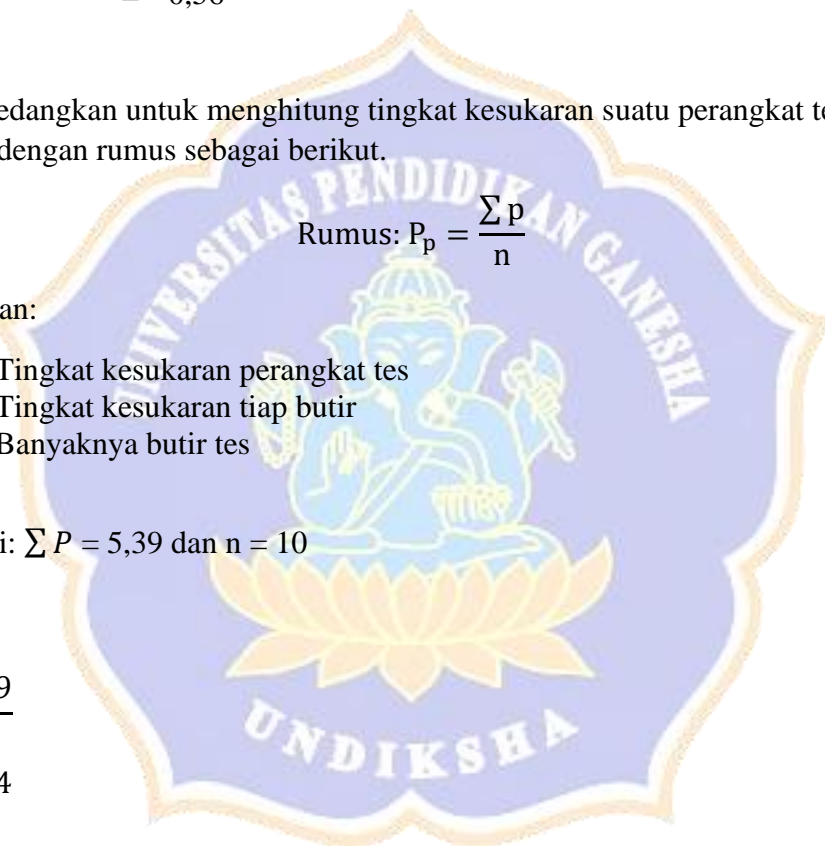 0,56
edangkan untuk menghitung tingkat kesukaran suatu perangkat te
dengan rumus sebagai berikut.
Rumus: P_p = ∑ p / n
an:
Tingkat kesukaran perangkat tes
Tingkat kesukaran tiap butir
Banyaknya butir tes
i: ∑ P = 5,39 dan n = 10
9
4
UNIVERSITAS PENDIDIKAN GANESHA
UNDIKSHA